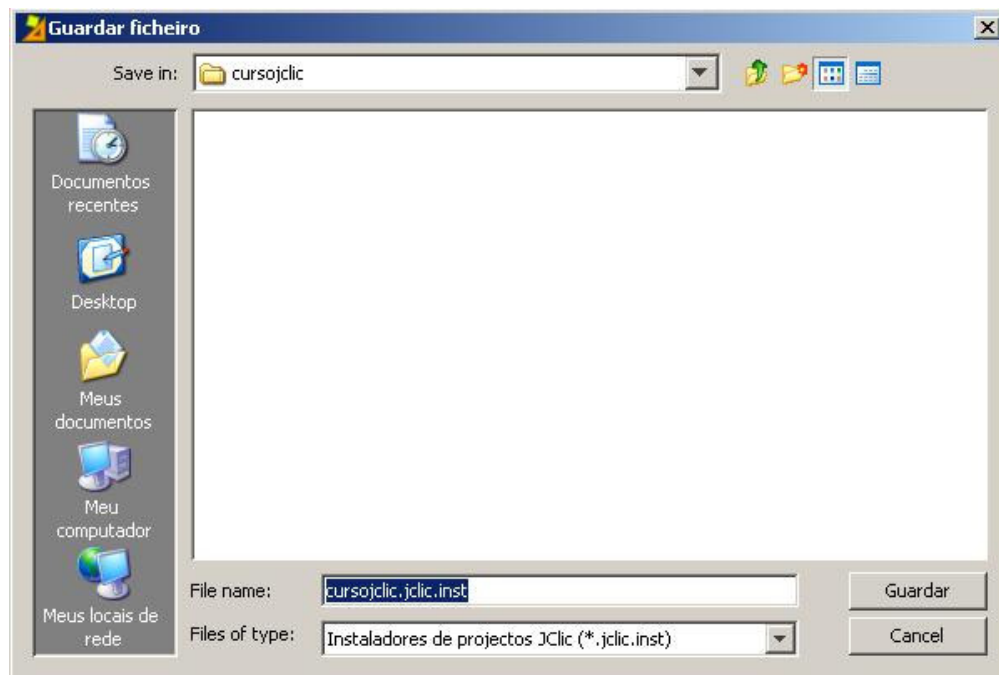 Guardar ficheiro
Save in:
cursojclic
Documentos
recentes
Desktop
Meus
documentos
Meu
computador
Meus locais de
rede
File name:
cursojclic.jclic.inst
Guardar
Files of type:
Instaladores de projectos JClic (*.jclic.inst)
Cancel